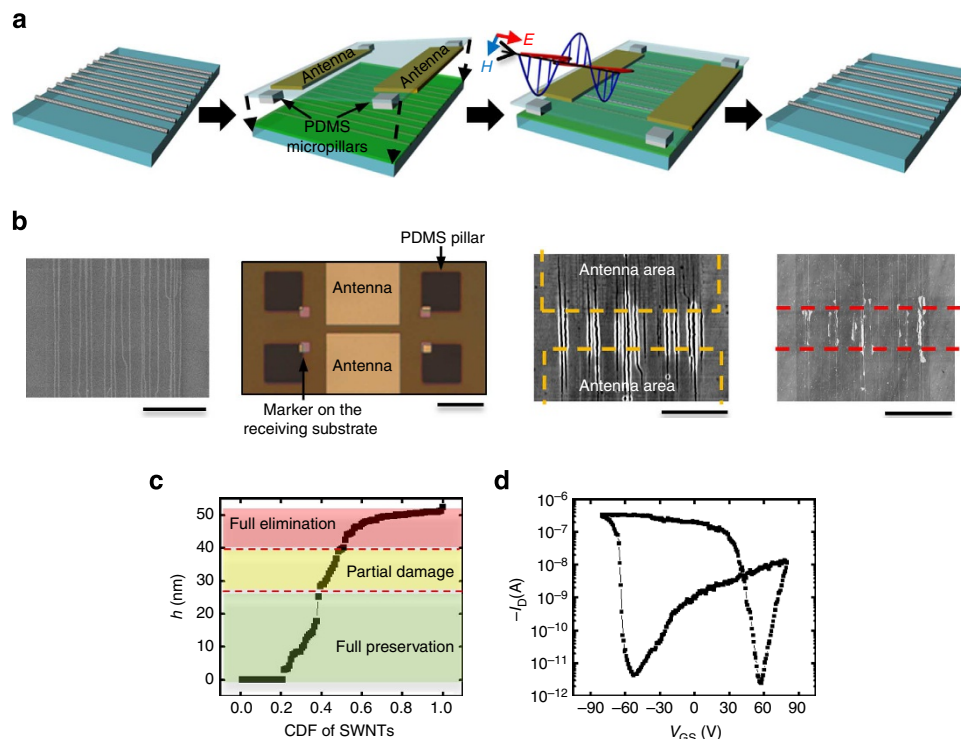 a
E
H
Antenna
Antenna
PDMS
micropillars
b
PDMS pillar
Antenna
Antenna
Marker on the
receiving substrate
Antenna area
Antenna area
c
50
40
30
20
10
0
h (nm)
Full elimination
Partial damage
Full preservation
0.0 0.2 0.4 0.6 0.8 1.0
CDF of SWNTs
d
10⁻⁶
10⁻⁷
10⁻⁸
10⁻⁹
10⁻¹⁰
10⁻¹¹
10⁻¹²
−I_D(A)
−90 −60 −30 0 30 60 90
V_GS (V)